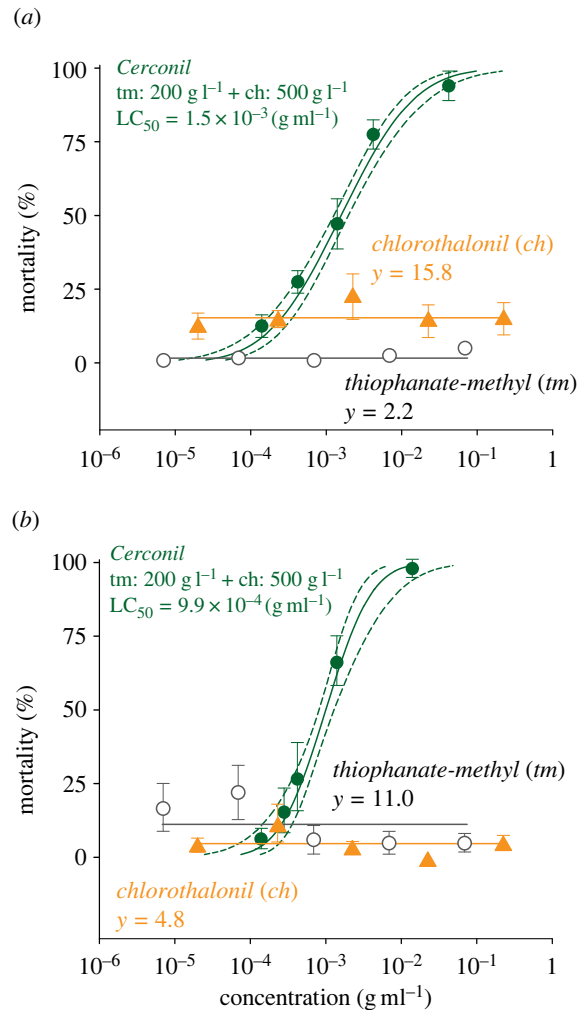 (a)
100
75
50
25
0
mortality (%)
Cerconil
tm: 200 g l⁻¹ + ch: 500 g l⁻¹
LC₅₀ = 1.5 × 10⁻³ (g ml⁻¹)
chlorothalonil (ch)
y = 15.8
thiophanate-methyl (tm)
y = 2.2
10⁻⁶ 10⁻⁵ 10⁻⁴ 10⁻³ 10⁻² 10⁻¹ 1
(b)
100
75
50
25
0
mortality (%)
Cerconil
tm: 200 g l⁻¹ + ch: 500 g l⁻¹
LC₅₀ = 9.9 × 10⁻⁴ (g ml⁻¹)
thiophanate-methyl (tm)
y = 11.0
chlorothalonil (ch)
y = 4.8
10⁻⁶ 10⁻⁵ 10⁻⁴ 10⁻³ 10⁻² 10⁻¹ 1
concentration (g ml⁻¹)